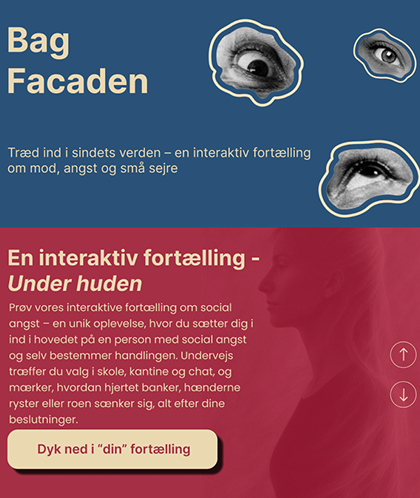 Bag
Facaden
Træd ind i sindets verden – en interaktiv fortælling
om mod, angst og små sejre
En interaktiv fortælling -
Under huden
Prøv vores interaktive fortælling om social
angst – en unik oplevelse, hvor du sætter dig i
ind i hovedet på en person med social angst
og selv bestemmer handlingen. Undervejs
træffer du valg i skole, kantine og chat, og
mærker, hvordan hjertet banker, hænderne
ryster eller roen sænker sig, alt efter dine
beslutninger.
Dyk ned i "din" fortælling